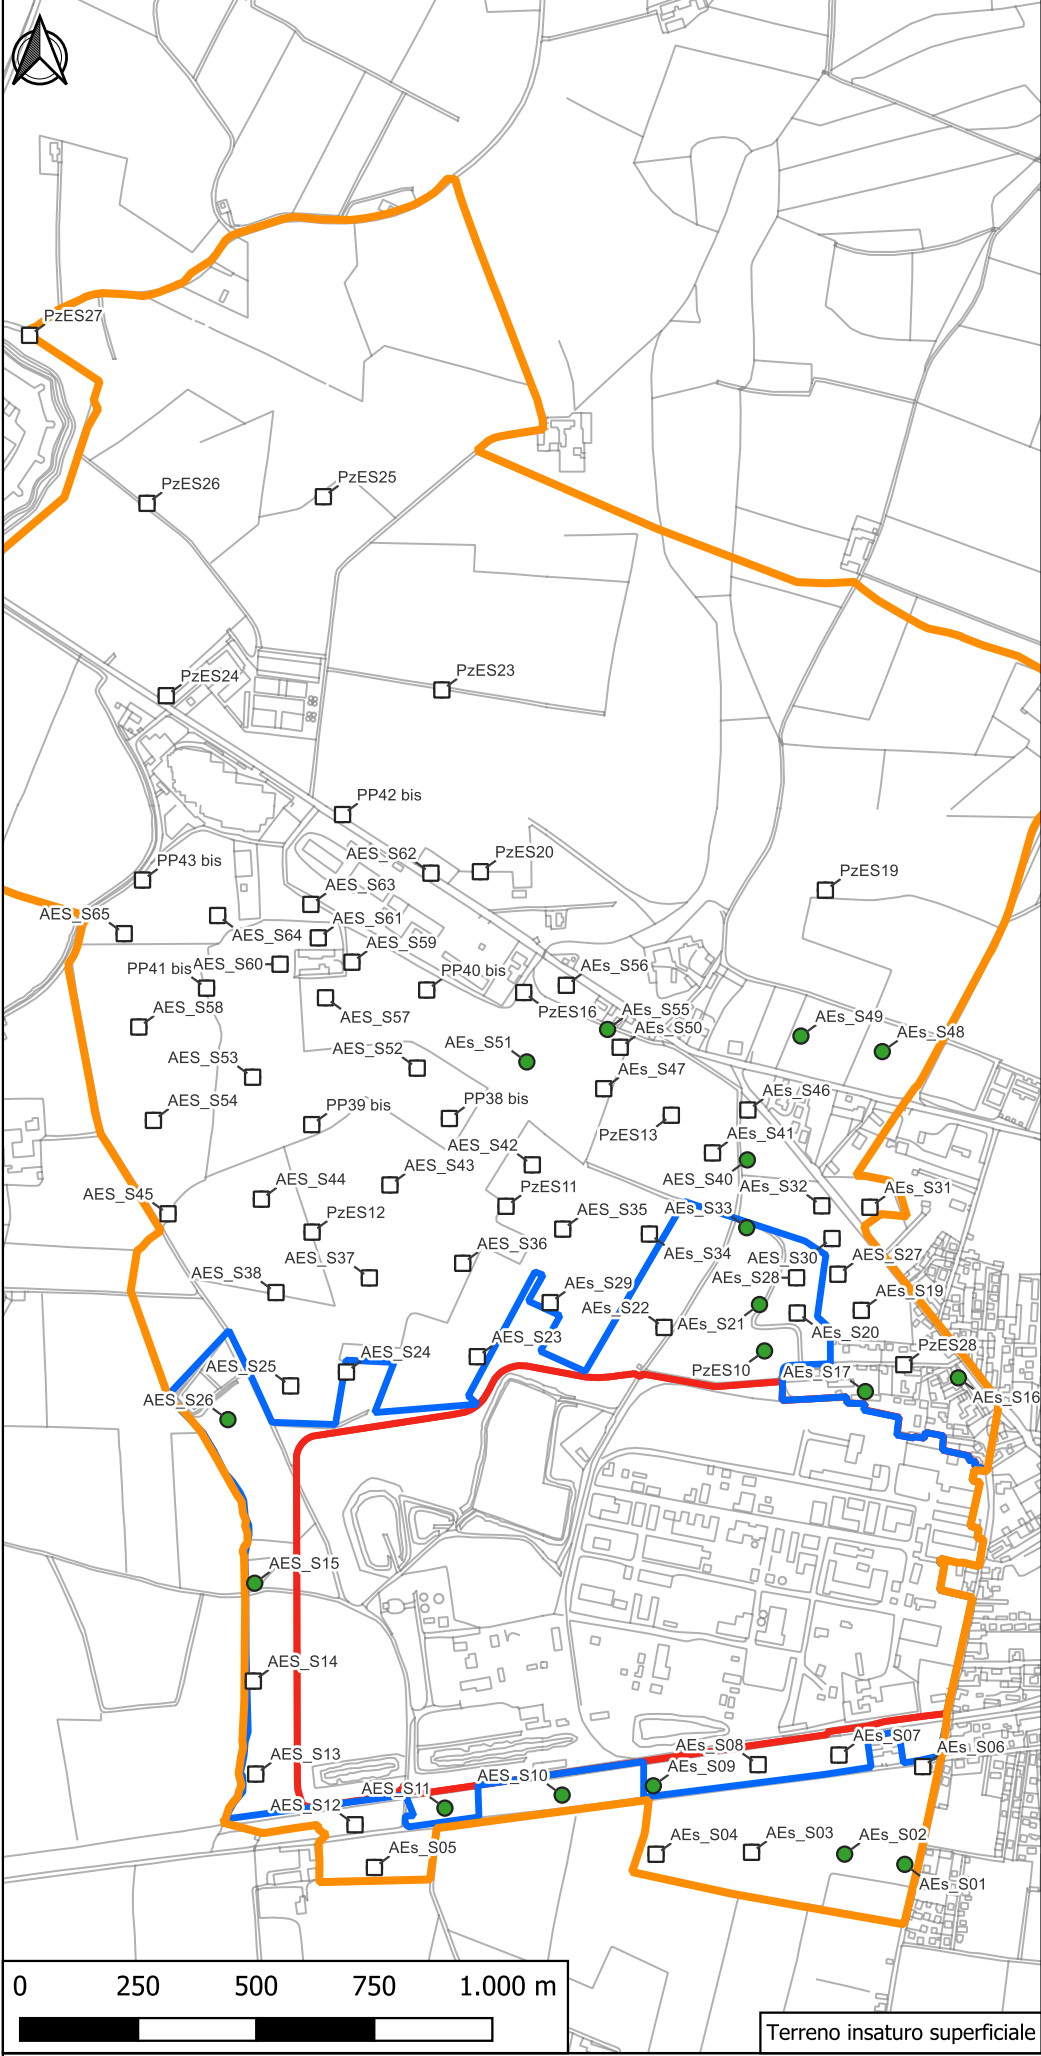 PzES27
PzES26
PzES25
PzES24
PzES23
PP42 bis
AES_S62
PzES20
PP43 bis
AES_S63
PzES19
AES_S65
AES_S64
AES_S61
AES_S59
PP41 bis
AES_S60
PP40 bis
AEs_S56
AES_S58
AES_S57
PzES16
AEs_S55
AEs_S50
AEs_S49
AEs_S48
AES_S53
AES_S52
AEs_S51
AEs_S47
AES_S54
PP39 bis
PP38 bis
PzES13
AEs_S46
AEs_S41
AES_S42
AES_S43
AES_S40
AES_S45
AES_S44
PzES11
AEs_S32
AEs_S31
PzES12
AES_S35
AEs_S33
AES_S37
AES_S36
AEs_S34
AES_S30
AES_S27
AES_S38
AEs_S29
AEs_S28
AEs_S19
AEs_S22
AEs_S21
AEs_S20
AES_S25
AES_S24
AES_S23
PzES10
PzES28
AES_S26
AES_S17
AEs_S16
AES_S15
AES_S14
AES_S13
AEs_S08
AEs_S07
AEs_S06
AES_S12
AES_S11
AES_S10
AEs_S09
AEs_S05
AEs_S04
AEs_S03
AEs_S02
AEs_S01
0 250 500 750 1.000 m
Terreno insaturo superficiale